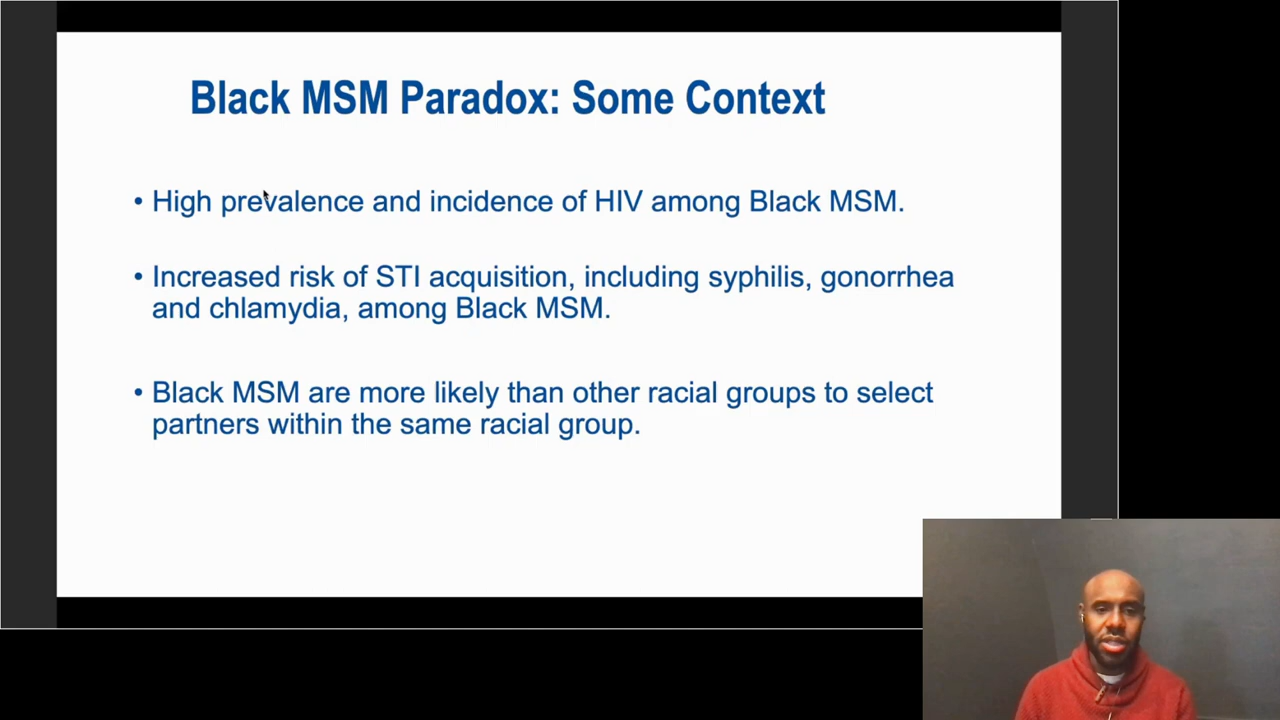 Black MSM Paradox: Some Context
• High prevalence and incidence of HIV among Black MSM.
• Increased risk of STI acquisition, including syphilis, gonorrhea
and chlamydia, among Black MSM.
• Black MSM are more likely than other racial groups to select
partners within the same racial group.